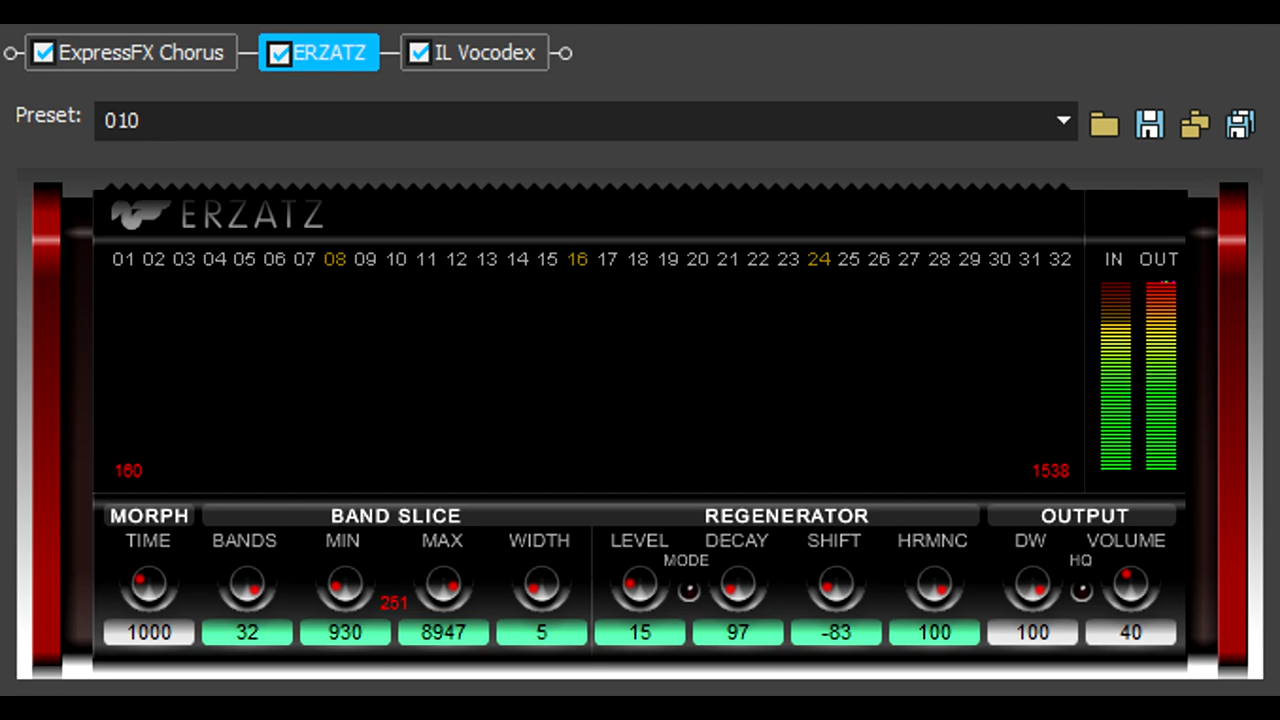 ExpressFX Chorus ERZATZ IL Vocodex
Preset: 010
ERZATZ
01 02 03 04 05 06 07 08 09 10 11 12 13 14 15 16 17 18 19 20 21 22 23 24 25 26 27 28 29 30 31 32 IN OUT
160 1538
MORPH BAND SLICE REGENERATOR OUTPUT
TIME BANDS MIN MAX WIDTH LEVEL DECAY SHIFT HRMNC DW VOLUME
MODE HQ
251
1000 32 930 8947 5 15 97 -83 100 100 40